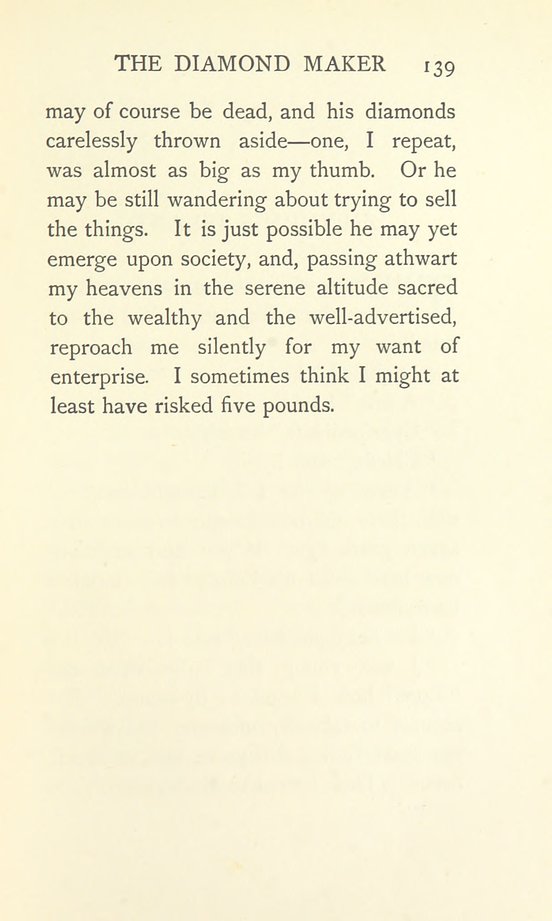 THE DIAMOND MAKER 139
may of course be dead, and his diamonds
carelessly thrown aside—one, I repeat,
was almost as big as my thumb. Or he
may be still wandering about trying to sell
the things. It is just possible he may yet
emerge upon society, and, passing athwart
my heavens in the serene altitude sacred
to the wealthy and the well-advertised,
reproach me silently for my want of
enterprise. I sometimes think I might at
least have risked five pounds.